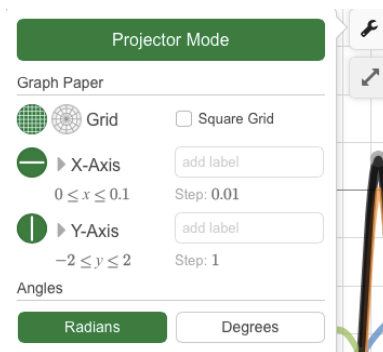 Projector Mode
Graph Paper
Grid
Square Grid
X-Axis
add label
0 ≤ x ≤ 0.1
Step: 0.01
Y-Axis
add label
−2 ≤ y ≤ 2
Step: 1
Angles
Radians
Degrees